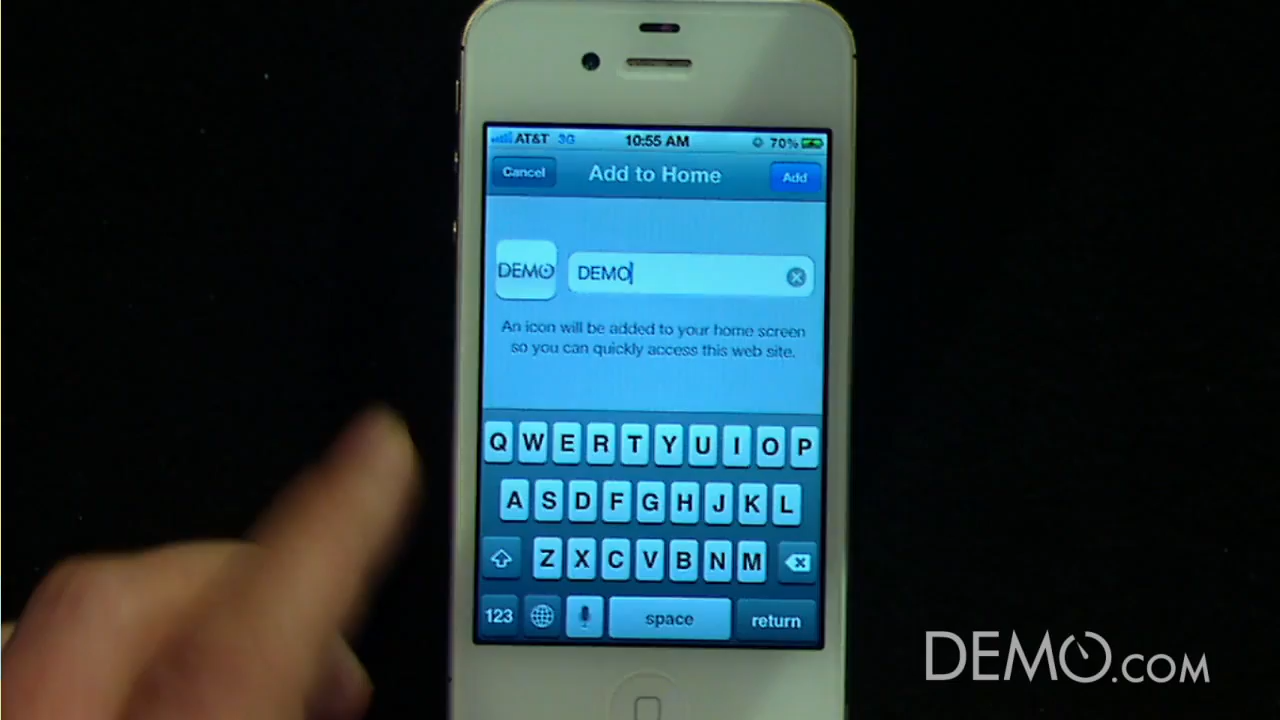 AT&T 3G 10:55 AM 70%
Cancel Add to Home Add
DEMO DEMO
An icon will be added to your home screen
so you can quickly access this web site.
Q W E R T Y U I O P
A S D F G H J K L
Z X C V B N M
123 space return
DEMO.COM